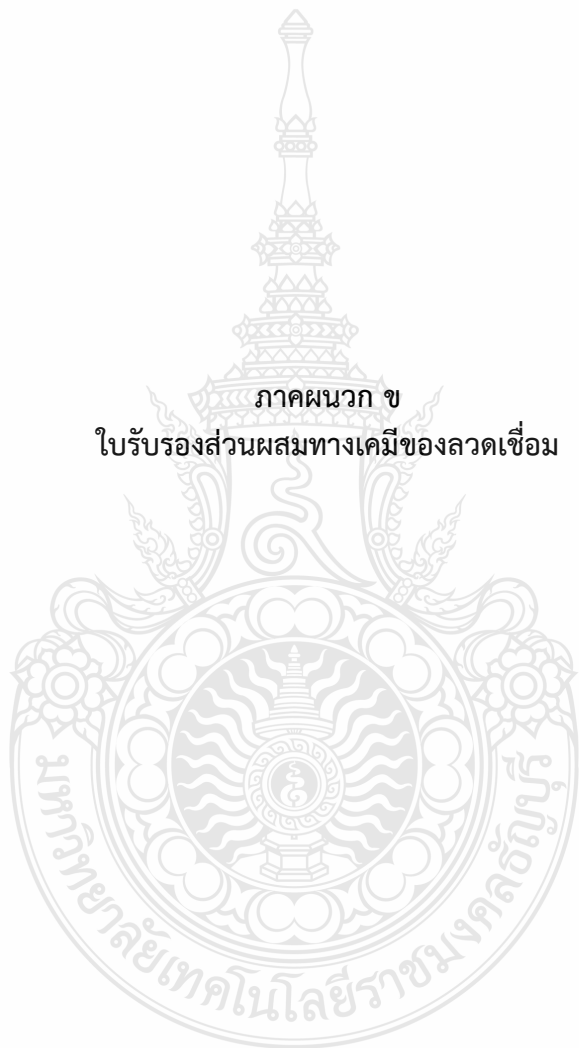 ภาคผนวก ข
ใบรับรองส่วนผสมทางเคมีของลวดเชื่อม
มหาวิทยาลัยเทคโนโลยีราชมงคลธัญบุรี